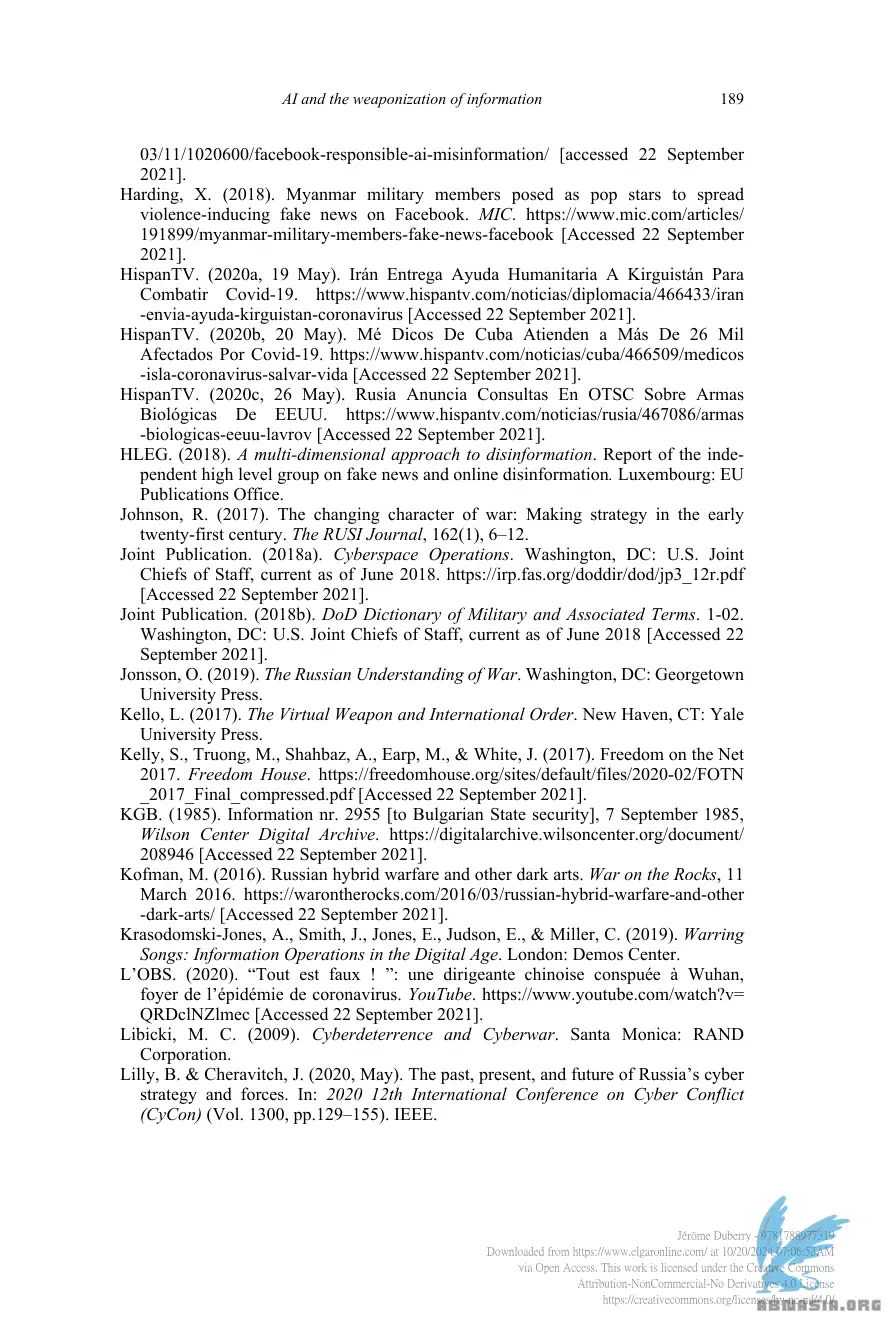 AI and the weaponization of information 189
03/11/1020600/facebook-responsible-ai-misinformation/ [accessed 22 September
2021].
Harding, X. (2018). Myanmar military members posed as pop stars to spread
violence-inducing fake news on Facebook. MIC. https://www.mic.com/articles/
191899/myanmar-military-members-fake-news-facebook [Accessed 22 September
2021].
HispanTV. (2020a, 19 May). Irán Entrega Ayuda Humanitaria A Kirguistán Para
Combatir Covid-19. https://www.hispantv.com/noticias/diplomacia/466433/iran
-envia-ayuda-kirguistan-coronavirus [Accessed 22 September 2021].
HispanTV. (2020b, 20 May). Mé Dicos De Cuba Atienden a Más De 26 Mil
Afectados Por Covid-19. https://www.hispantv.com/noticias/cuba/466509/medicos
-isla-coronavirus-salvar-vida [Accessed 22 September 2021].
HispanTV. (2020c, 26 May). Rusia Anuncia Consultas En OTSC Sobre Armas
Biológicas De EEUU. https://www.hispantv.com/noticias/rusia/467086/armas
-biologicas-eeuu-lavrov [Accessed 22 September 2021].
HLEG. (2018). A multi-dimensional approach to disinformation. Report of the inde-
pendent high level group on fake news and online disinformation. Luxembourg: EU
Publications Office.
Johnson, R. (2017). The changing character of war: Making strategy in the early
twenty-first century. The RUSI Journal, 162(1), 6–12.
Joint Publication. (2018a). Cyberspace Operations. Washington, DC: U.S. Joint
Chiefs of Staff, current as of June 2018. https://irp.fas.org/doddir/dod/jp3_12r.pdf
[Accessed 22 September 2021].
Joint Publication. (2018b). DoD Dictionary of Military and Associated Terms. 1-02.
Washington, DC: U.S. Joint Chiefs of Staff, current as of June 2018 [Accessed 22
September 2021].
Jonsson, O. (2019). The Russian Understanding of War. Washington, DC: Georgetown
University Press.
Kello, L. (2017). The Virtual Weapon and International Order. New Haven, CT: Yale
University Press.
Kelly, S., Truong, M., Shahbaz, A., Earp, M., & White, J. (2017). Freedom on the Net
2017. Freedom House. https://freedomhouse.org/sites/default/files/2020-02/FOTN
_2017_Final_compressed.pdf [Accessed 22 September 2021].
KGB. (1985). Information nr. 2955 [to Bulgarian State security], 7 September 1985,
Wilson Center Digital Archive. https://digitalarchive.wilsoncenter.org/document/
208946 [Accessed 22 September 2021].
Kofman, M. (2016). Russian hybrid warfare and other dark arts. War on the Rocks, 11
March 2016. https://warontherocks.com/2016/03/russian-hybrid-warfare-and-other
-dark-arts/ [Accessed 22 September 2021].
Krasodomski-Jones, A., Smith, J., Jones, E., Judson, E., & Miller, C. (2019). Warring
Songs: Information Operations in the Digital Age. London: Demos Center.
L’OBS. (2020). “Tout est faux ! ”: une dirigeante chinoise conspuée à Wuhan,
foyer de l’épidémie de coronavirus. YouTube. https://www.youtube.com/watch?v=
QRDclNZlmec [Accessed 22 September 2021].
Libicki, M. C. (2009). Cyberdeterrence and Cyberwar. Santa Monica: RAND
Corporation.
Lilly, B. & Cheravitch, J. (2020, May). The past, present, and future of Russia’s cyber
strategy and forces. In: 2020 12th International Conference on Cyber Conflict
(CyCon) (Vol. 1300, pp.129–155). IEEE.
Jérôme Duberry - 9781788977319
Downloaded from https://www.elgaronline.com/ at 10/20/2024 07:06:52AM
via Open Access. This work is licensed under the Creative Commons
Attribution-NonCommercial-No Derivatives 4.0 License
https://creativecommons.org/licenses/by-nc-nd/4.0/
ABTNASIA.ORG